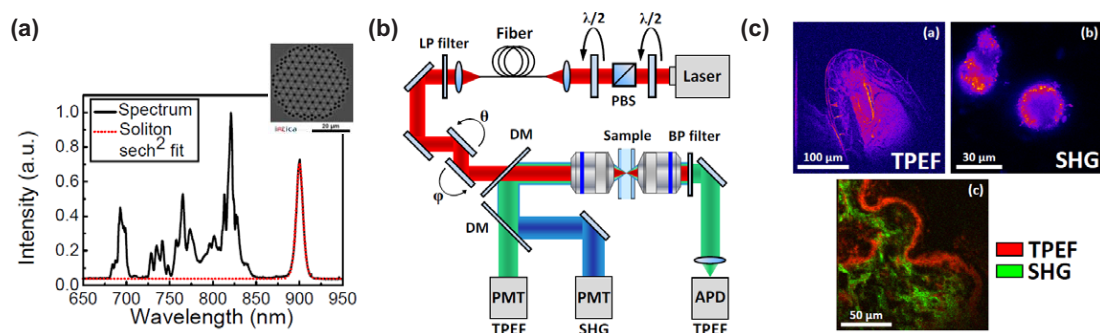 (a)
Intensity (a.u.)
1.0
0.8
0.7
0.6
0.4
0.2
0.0
Spectrum
Soliton
sech² fit
20 µm
650 700 750 800 850 900 950
Wavelength (nm)
(b)
LP filter
Fiber
λ/2
λ/2
PBS
Laser
θ
φ
DM
Sample
BP filter
DM
PMT
TPEF
PMT
SHG
APD
TPEF
(c)
(a)
100 µm
TPEF
(b)
30 µm
SHG
(c)
50 µm
TPEF
SHG